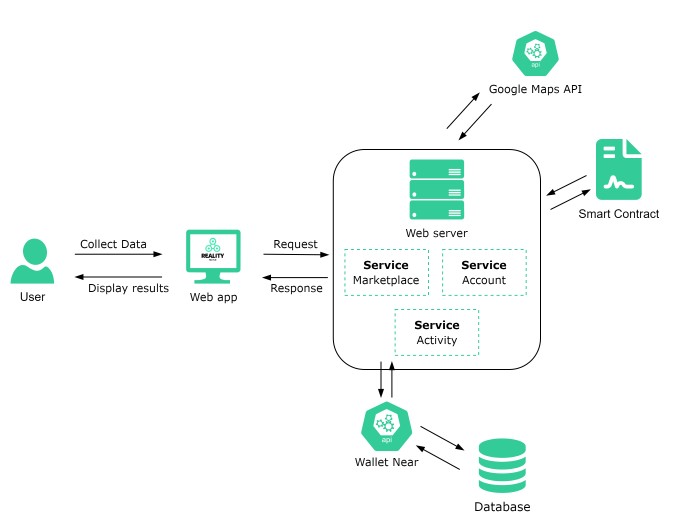 api
Google Maps API
Smart Contract
Web server
Collect Data
Request
REALITY
Service
Marketplace
Service
Account
User
Display results
Web app
Response
Service
Activity
api
Wallet Near
Database